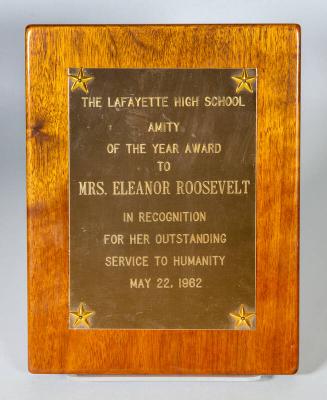 THE LAFAYETTE HIGH SCHOOL
AMITY
OF THE YEAR AWARD
TO
MRS. ELEANOR ROOSEVELT
IN RECOGNITION
FOR HER OUTSTANDING
SERVICE TO HUMANITY
MAY 22, 1962